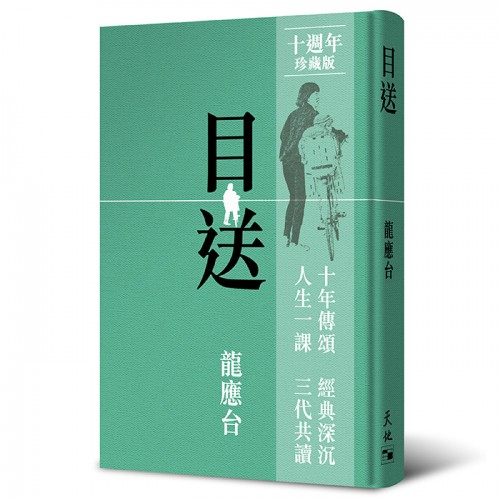 十週年
珍藏版
目送
龍應台
十年傳頌 經典深沉
人生一課 三代共讀
目送
龍應台
天地